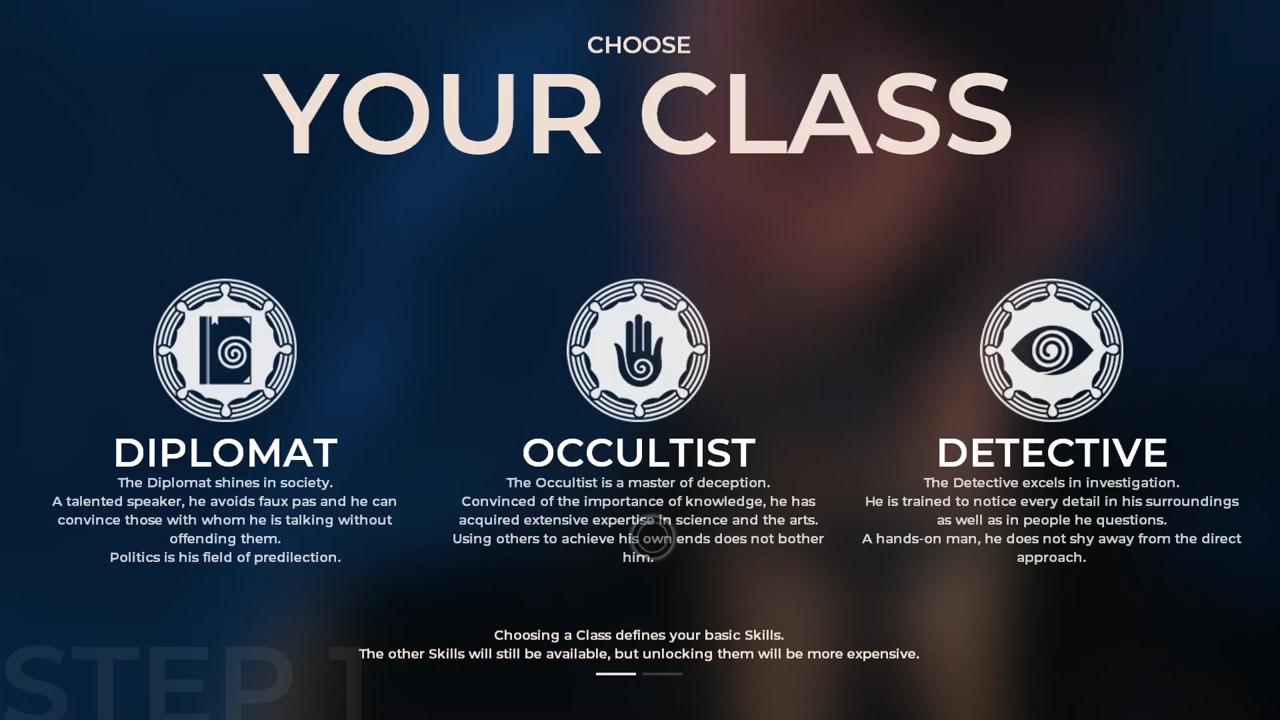 CHOOSE
YOUR CLASS
DIPLOMAT
The Diplomat shines in society.
A talented speaker, he avoids faux pas and he can
convince those with whom he is talking without
offending them.
Politics is his field of predilection.
OCCULTIST
The Occultist is a master of deception.
Convinced of the importance of knowledge, he has
acquired extensive expertise in science and the arts.
Using others to achieve his own ends does not bother
him.
DETECTIVE
The Detective excels in investigation.
He is trained to notice every detail in his surroundings
as well as in people he questions.
A hands-on man, he does not shy away from the direct
approach.
Choosing a Class defines your basic Skills.
The other Skills will still be available, but unlocking them will be more expensive.
STEP 1